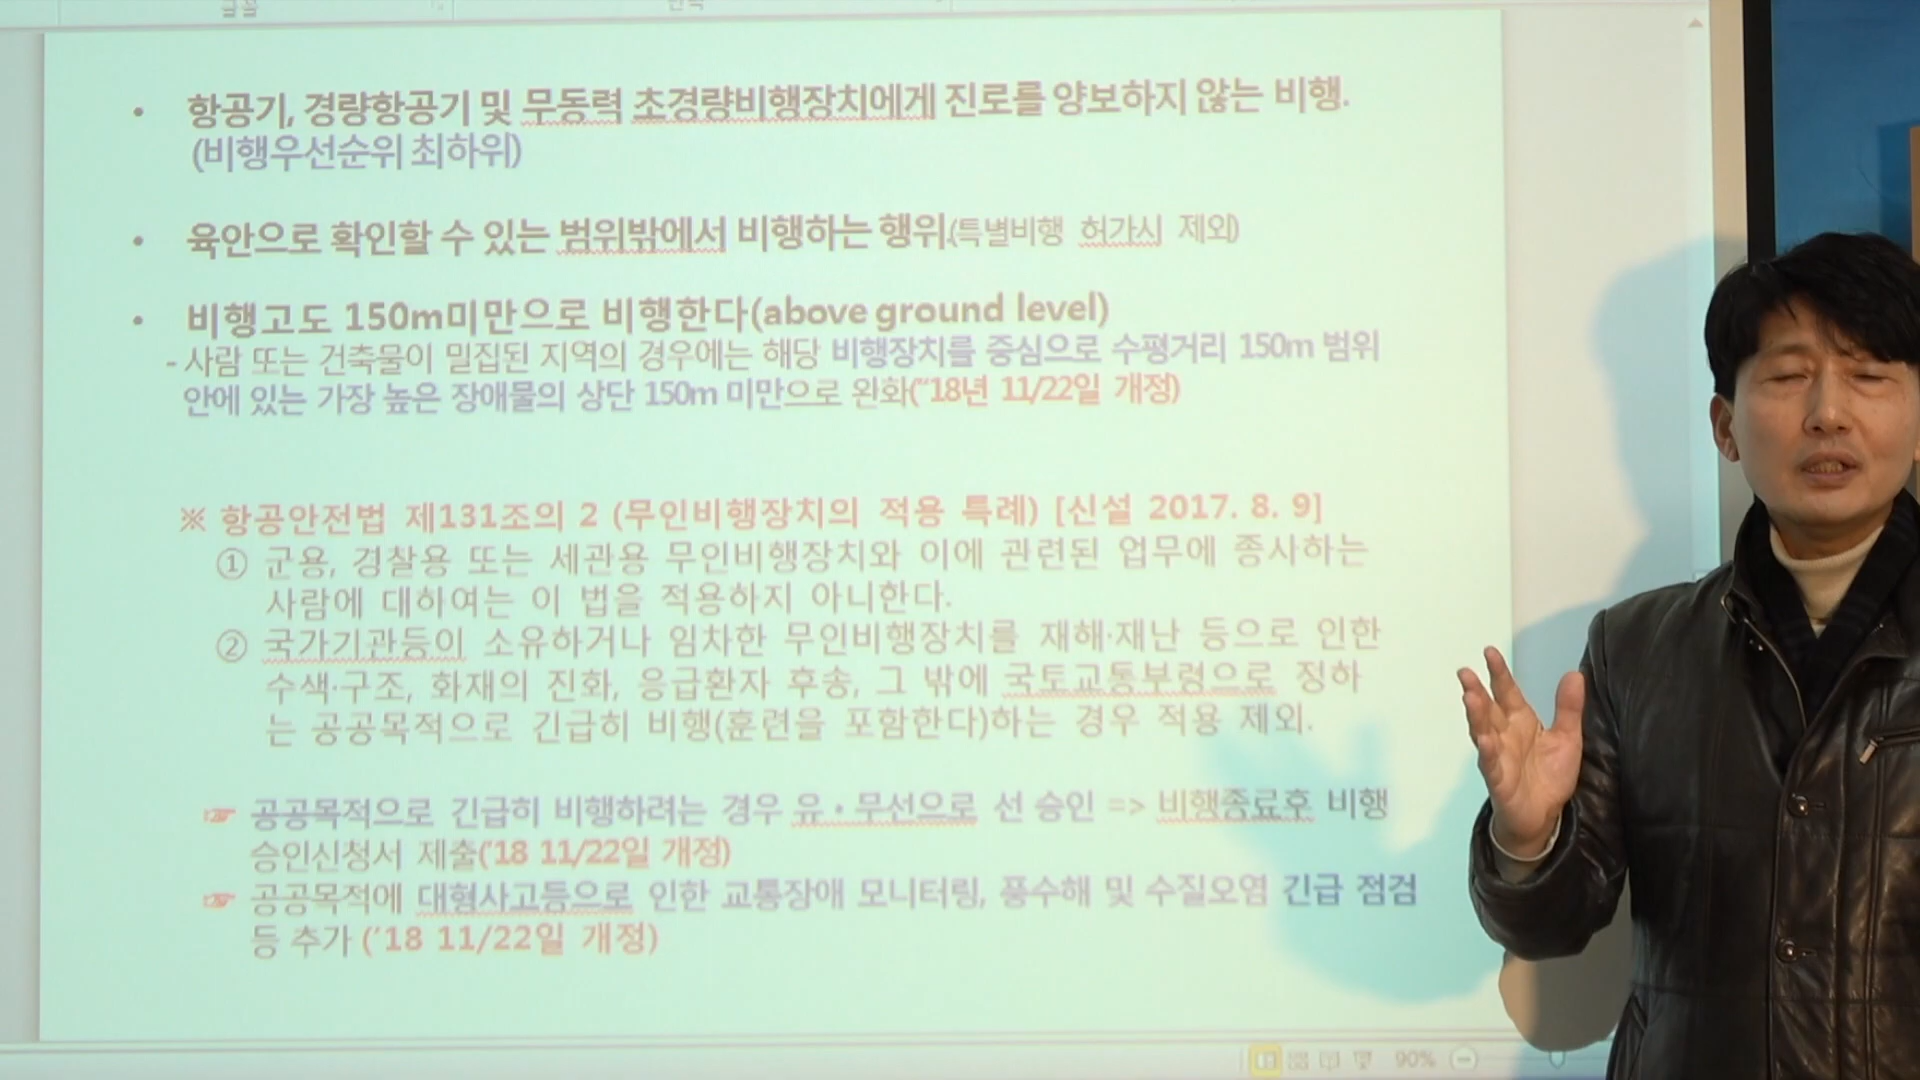 글꼴
단락
• 항공기, 경량항공기 및 무동력 초경량비행장치에게 진로를 양보하지 않는 비행.
(비행우선순위 최하위)
• 육안으로 확인할 수 있는 범위밖에서 비행하는 행위(특별비행 허가시 제외)
• 비행고도 150m미만으로 비행한다(above ground level)
- 사람 또는 건축물이 밀집된 지역의 경우에는 해당 비행장치를 중심으로 수평거리 150m 범위
안에 있는 가장 높은 장애물의 상단 150m 미만으로 완화('‘18년 11/22일 개정)
※ 항공안전법 제131조의 2 (무인비행장치의 적용 특례) [신설 2017. 8. 9]
① 군용, 경찰용 또는 세관용 무인비행장치와 이에 관련된 업무에 종사하는
사람에 대하여는 이 법을 적용하지 아니한다.
② 국가기관등이 소유하거나 임차한 무인비행장치를 재해·재난 등으로 인한
수색·구조, 화재의 진화, 응급환자 후송, 그 밖에 국토교통부령으로 정하
는 공공목적으로 긴급히 비행(훈련을 포함한다)하는 경우 적용 제외.
☞ 공공목적으로 긴급히 비행하려는 경우 유·무선으로 선 승인 => 비행종료후 비행
승인신청서 제출('18 11/22일 개정)
☞ 공공목적에 대형사고등으로 인한 교통장애 모니터링, 풍수해 및 수질오염 긴급 점검
등 추가 ('18 11/22일 개정)
90%